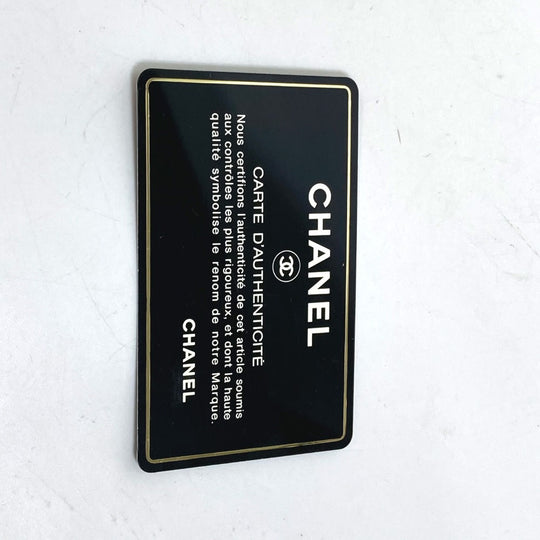 CHANEL
CARTE D'AUTHENTICITÉ
Nous certifions l'authenticité de cet article soumis
aux contrôles les plus rigoureux, et dont la haute
qualité symbolise le renom de notre Marque.
CHANEL